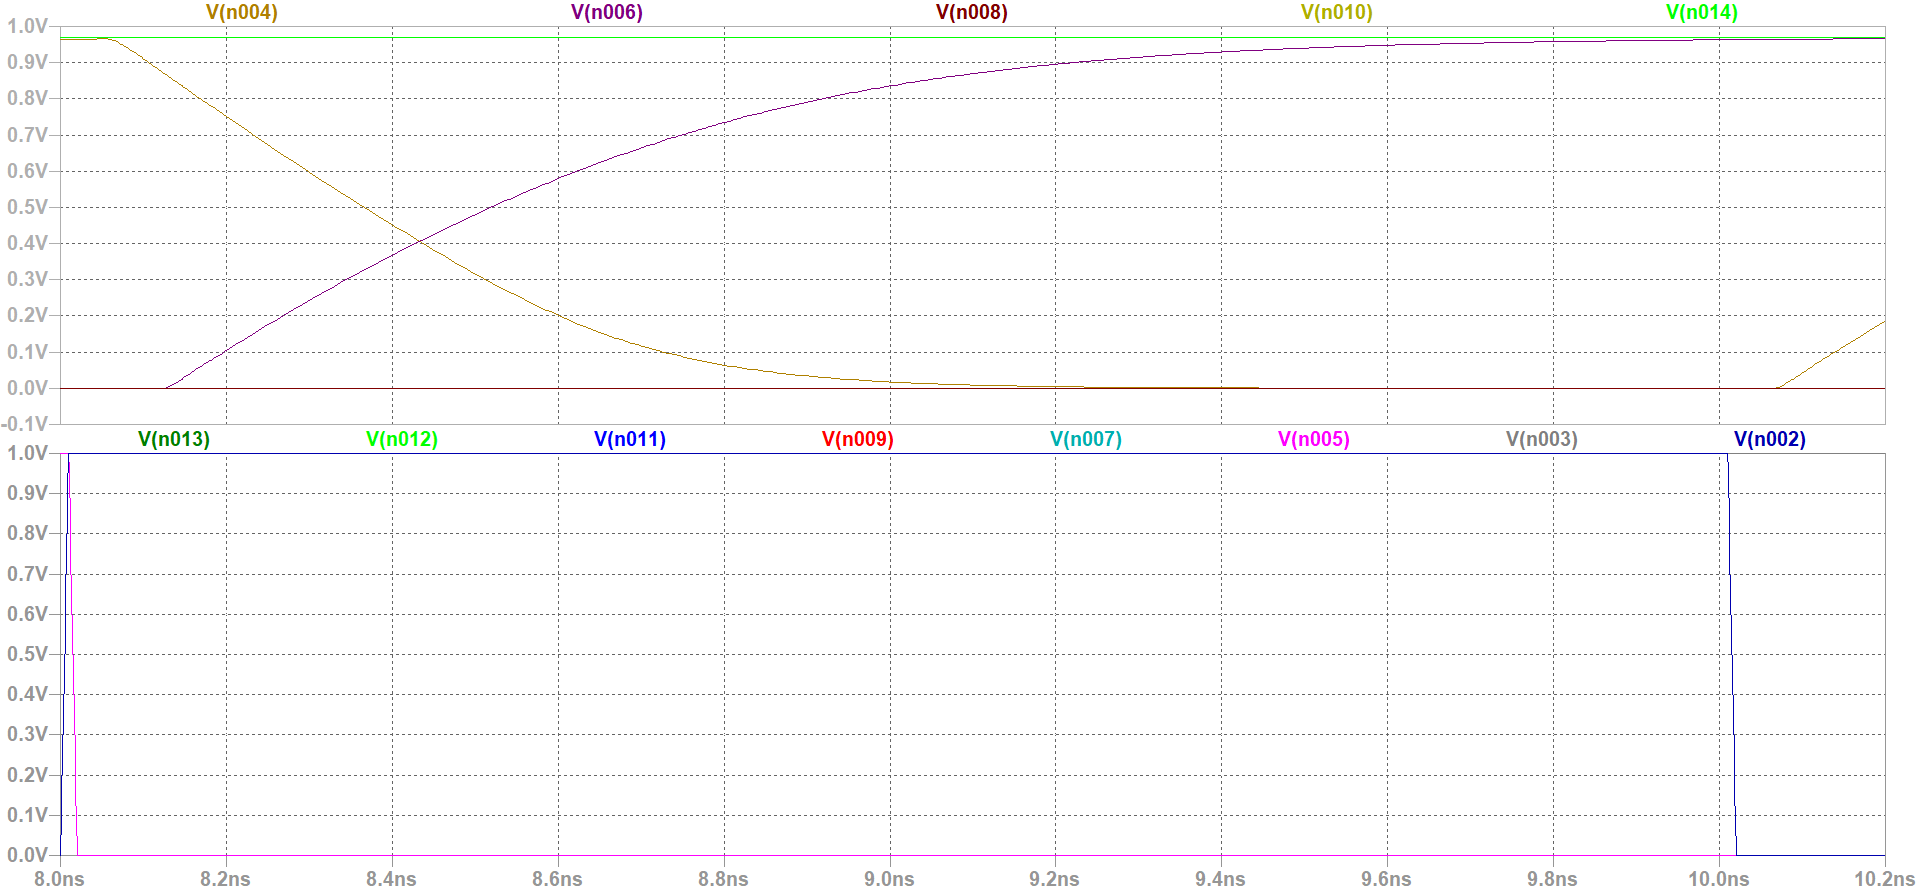 V(n004) V(n006) V(n008) V(n010) V(n014)
1.0V
0.9V
0.8V
0.7V
0.6V
0.5V
0.4V
0.3V
0.2V
0.1V
0.0V
-0.1V
V(n013) V(n012) V(n011) V(n009) V(n007) V(n005) V(n003) V(n002)
1.0V
0.9V
0.8V
0.7V
0.6V
0.5V
0.4V
0.3V
0.2V
0.1V
0.0V
8.0ns 8.2ns 8.4ns 8.6ns 8.8ns 9.0ns 9.2ns 9.4ns 9.6ns 9.8ns 10.0ns 10.2ns